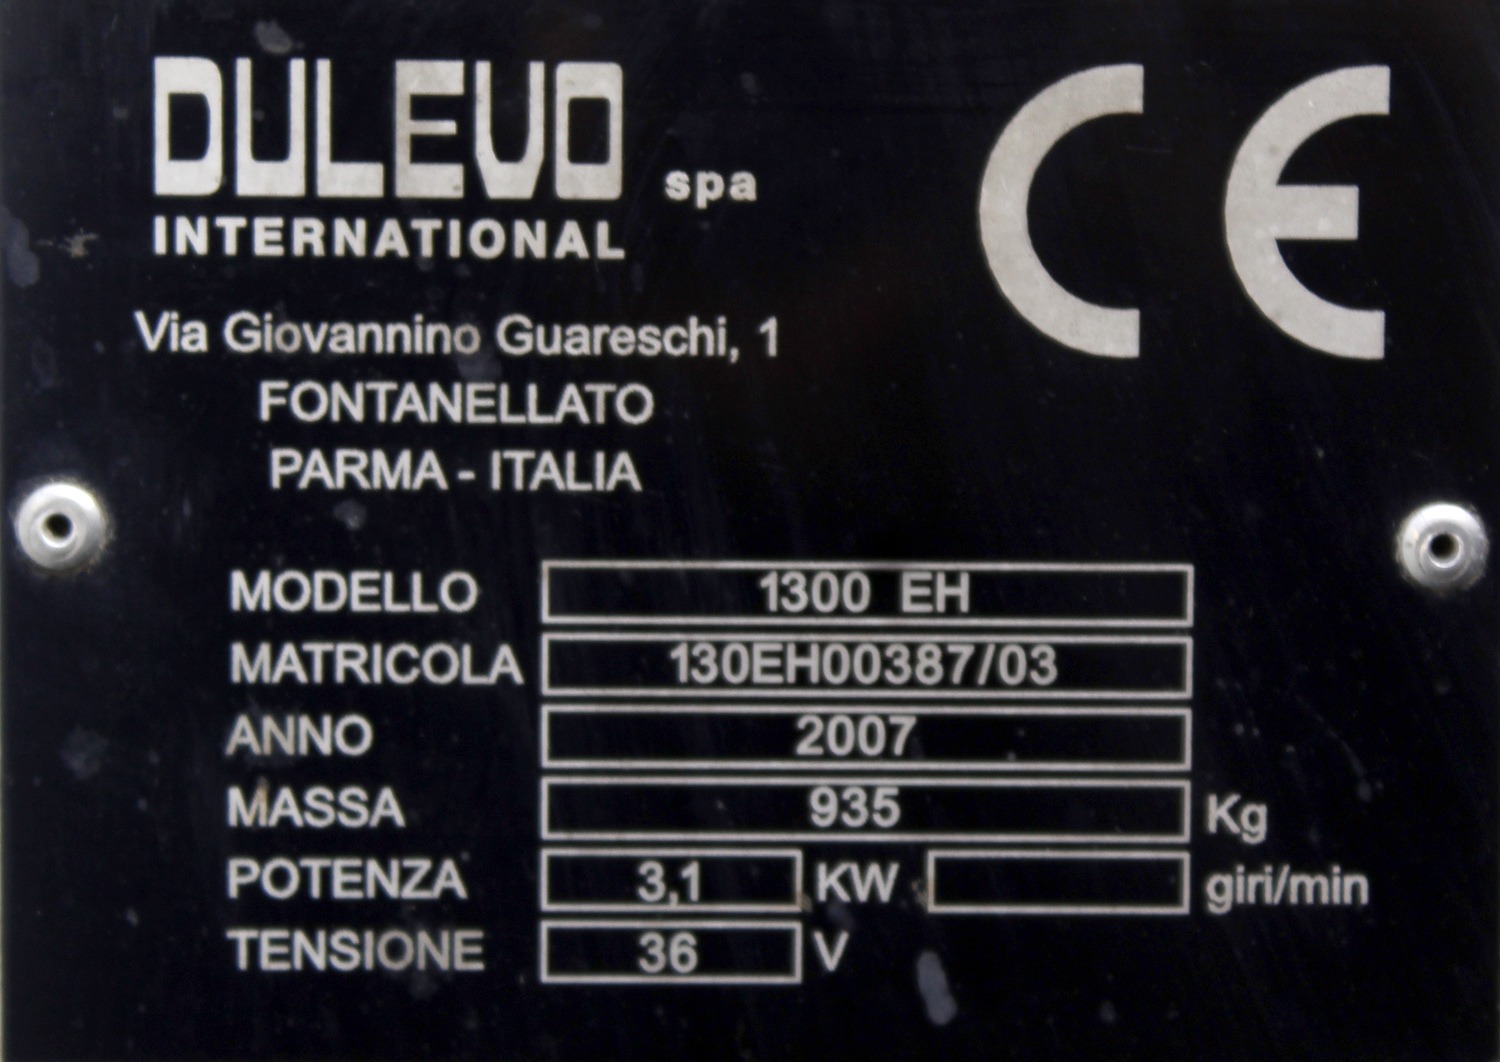 DULEVO spa
INTERNATIONAL
CE
Via Giovannino Guareschi, 1
FONTANELLATO
PARMA - ITALIA
MODELLO 1300 EH
MATRICOLA 130EH00387/03
ANNO 2007
MASSA 935 Kg
POTENZA 3,1 KW giri/min
TENSIONE 36 V